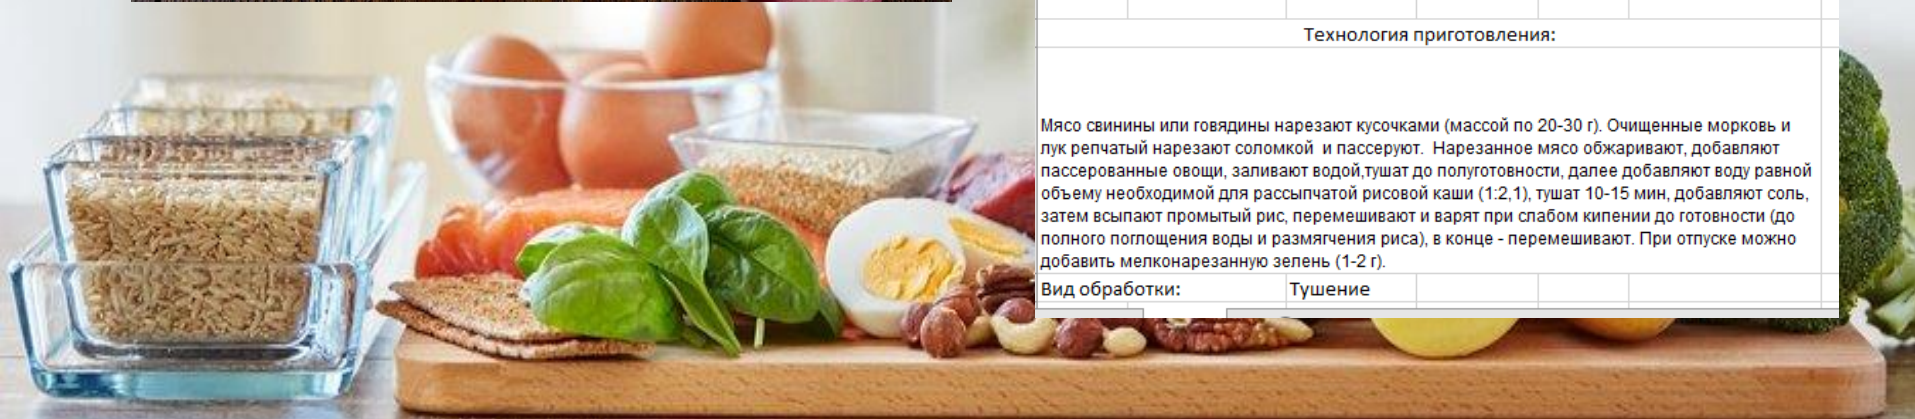 Технология приготовления:
Мясо свинины или говядины нарезают кусочками (массой по 20-30 г). Очищенные морковь и
лук репчатый нарезают соломкой и пассеруют. Нарезанное мясо обжаривают, добавляют
пассерованные овощи, заливают водой,тушат до полуготовности, далее добавляют воду равной
объему необходимой для рассыпчатой рисовой каши (1:2,1), тушат 10-15 мин, добавляют соль,
затем всыпают промытый рис, перемешивают и варят при слабом кипении до готовности (до
полного поглощения воды и размягчения риса), в конце - перемешивают. При отпуске можно
добавить мелконарезанную зелень (1-2 г).
Вид обработки: Тушение